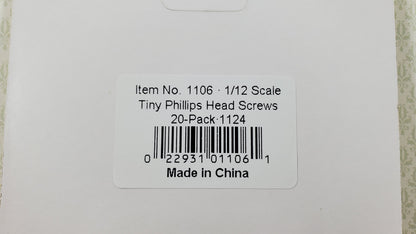 Item No. 1106 · 1/12 Scale
Tiny Phillips Head Screws
20-Pack·1124
0 22931 01106 1
Made in China